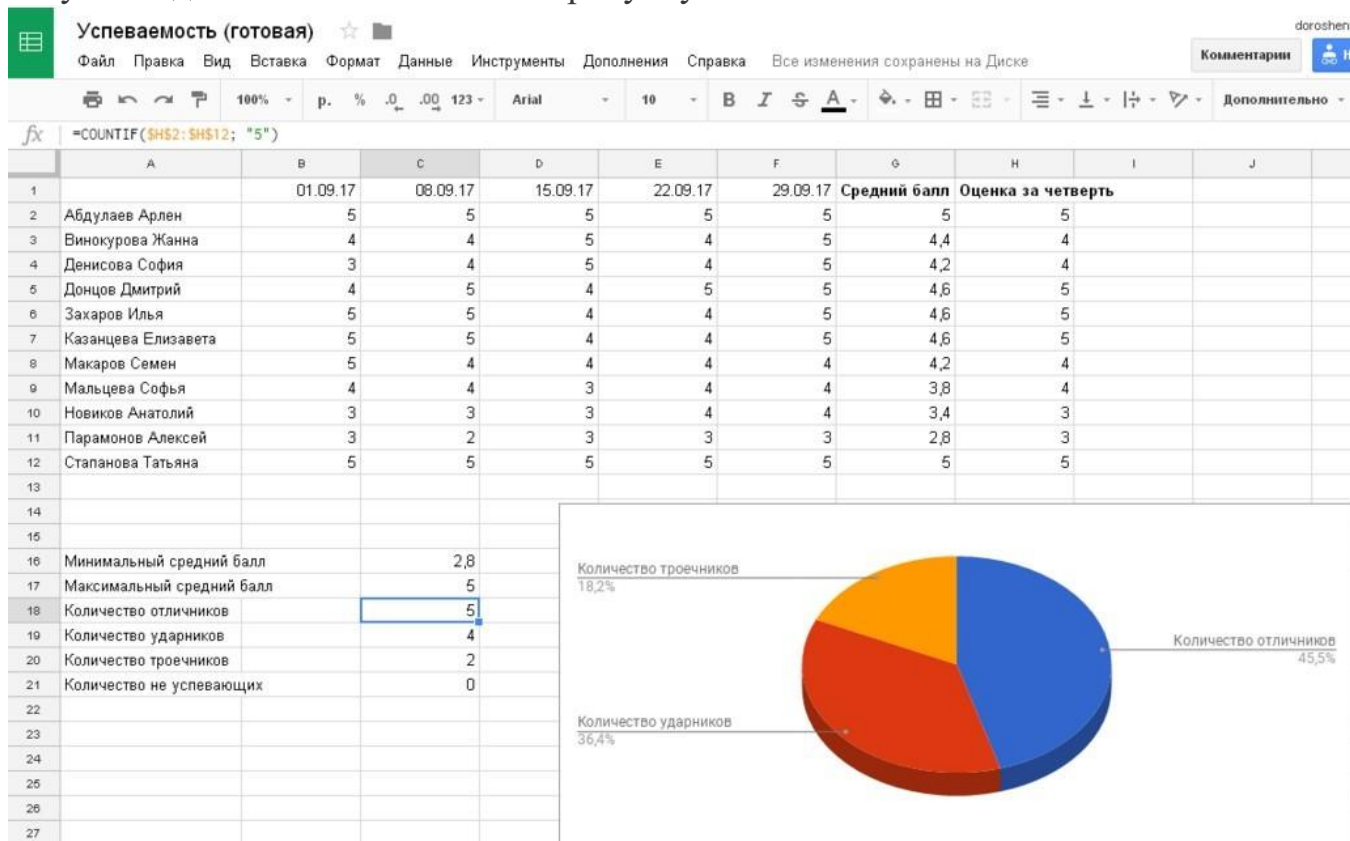 Успеваемость (готовая)
doroshen
Файл Правка Вид Вставка Формат Данные Инструменты Дополнения Справка Все изменения сохранены на Диске
Комментарии
100% р. % .0 .00 123 Arial 10 B I S A Дополнительно
fx =COUNTIF($H$2:$H$12; "5")
A B C D E F G H I J
1 01.09.17 08.09.17 15.09.17 22.09.17 29.09.17 Средний балл Оценка за четверть
2 Абдулаев Арлен 5 5 5 5 5 5 5
3 Винокурова Жанна 4 4 5 4 5 4,4 4
4 Денисова София 3 4 5 4 5 4,2 4
5 Донцов Дмитрий 4 5 4 5 5 4,6 5
6 Захаров Илья 5 5 4 4 5 4,6 5
7 Казанцева Елизавета 5 5 4 4 5 4,6 5
8 Макаров Семен 5 4 4 4 4 4,2 4
9 Мальцева Софья 4 4 3 4 4 3,8 4
10 Новиков Анатолий 3 3 3 4 4 3,4 3
11 Парамонов Алексей 3 2 3 3 3 2,8 3
12 Стапанова Татьяна 5 5 5 5 5 5 5
13
14
15
16 Минимальный средний балл 2,8
17 Максимальный средний балл 5
18 Количество отличников 5
19 Количество ударников 4
20 Количество троечников 2
21 Количество не успевающих 0
22
23
24
25
26
27
Количество троечников
18,2%
Количество отличников
45,5%
Количество ударников
36,4%